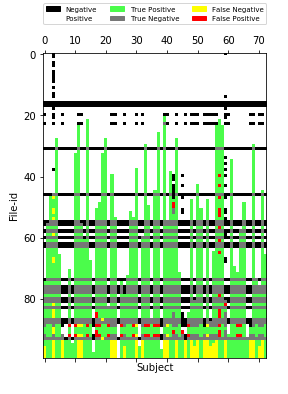 Negative True Positive False Negative
Positive True Negative False Positive
0
20
40
60
80
File-id
0 10 20 30 40 50 60 70
Subject